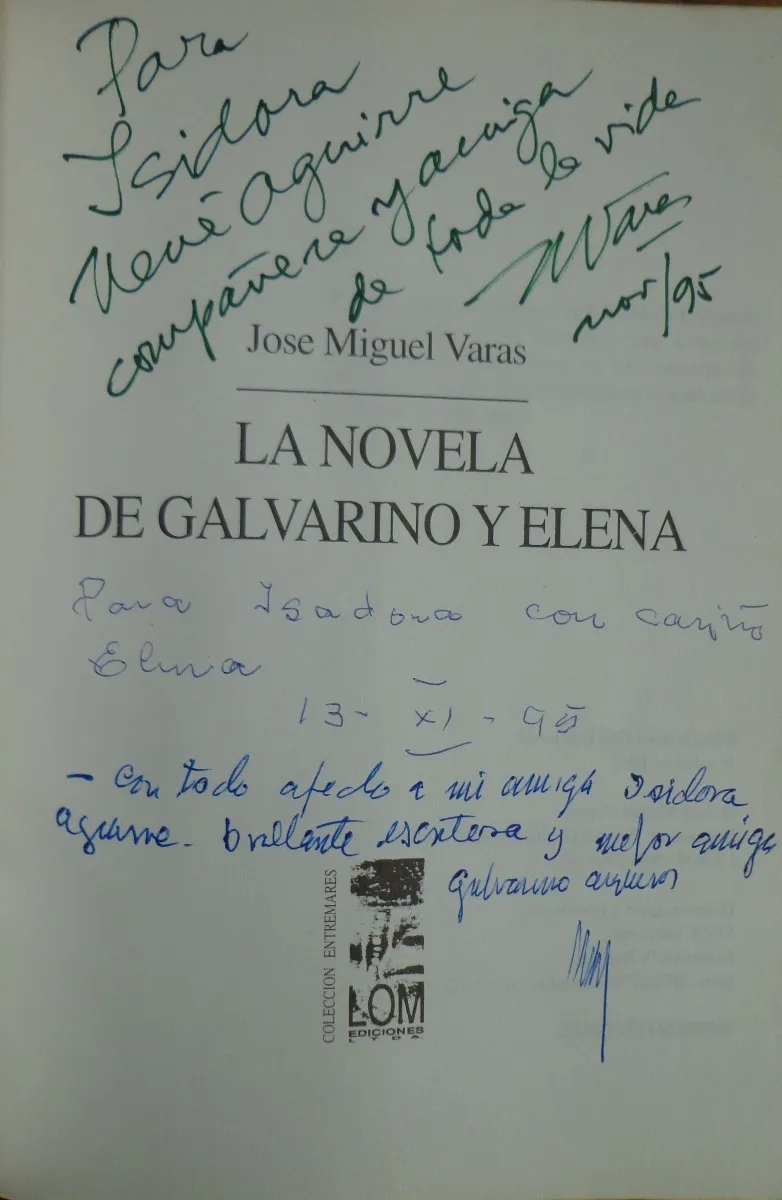 Para
Isidora
Nené Aguirre
compañera y amiga
de toda la vida
JMVaras
nov/95
Jose Miguel Varas
LA NOVELA
DE GALVARINO Y ELENA
Para Isadora con cariño
Elena
13-XI-95
- Con todo afecto a mi amiga Isidora
Aguirre. brillante escritora y mejor amiga
Galvarino Arqueros
COLECCION ENTREMARES
LOM
EDICIONES
LTDA